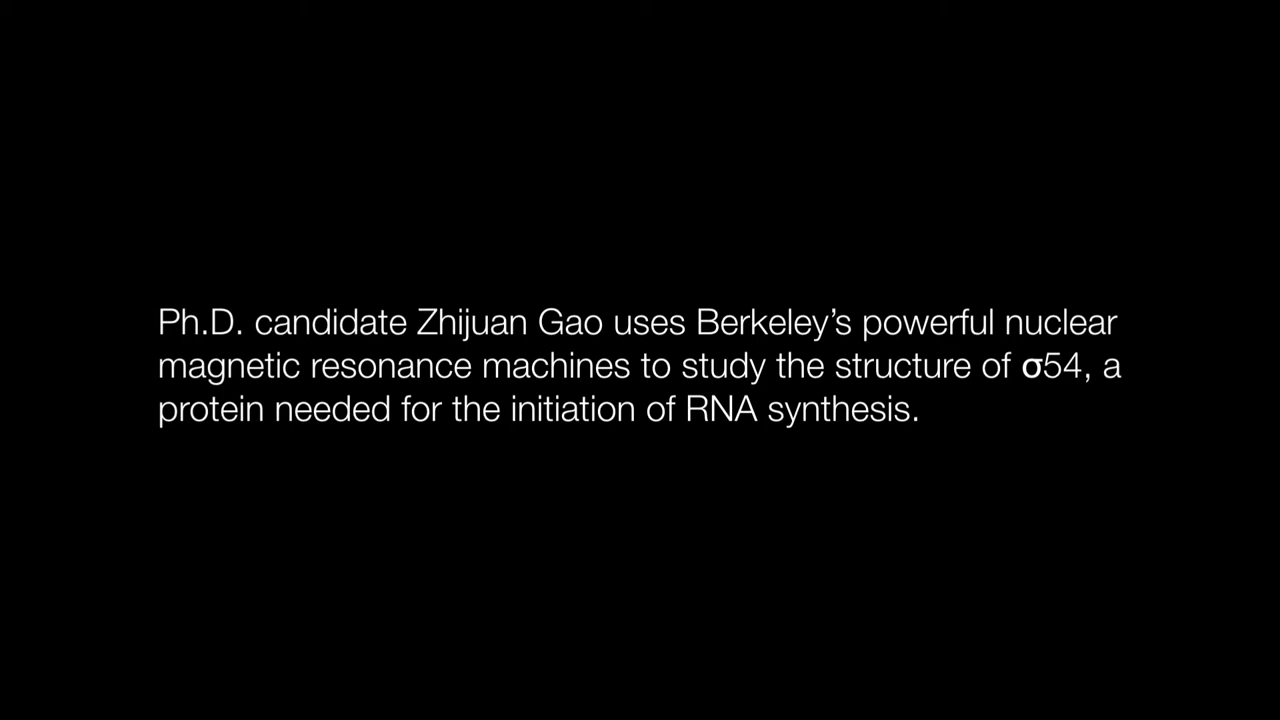 Ph.D. candidate Zhijuan Gao uses Berkeley’s powerful nuclear
magnetic resonance machines to study the structure of σ54, a
protein needed for the initiation of RNA synthesis.